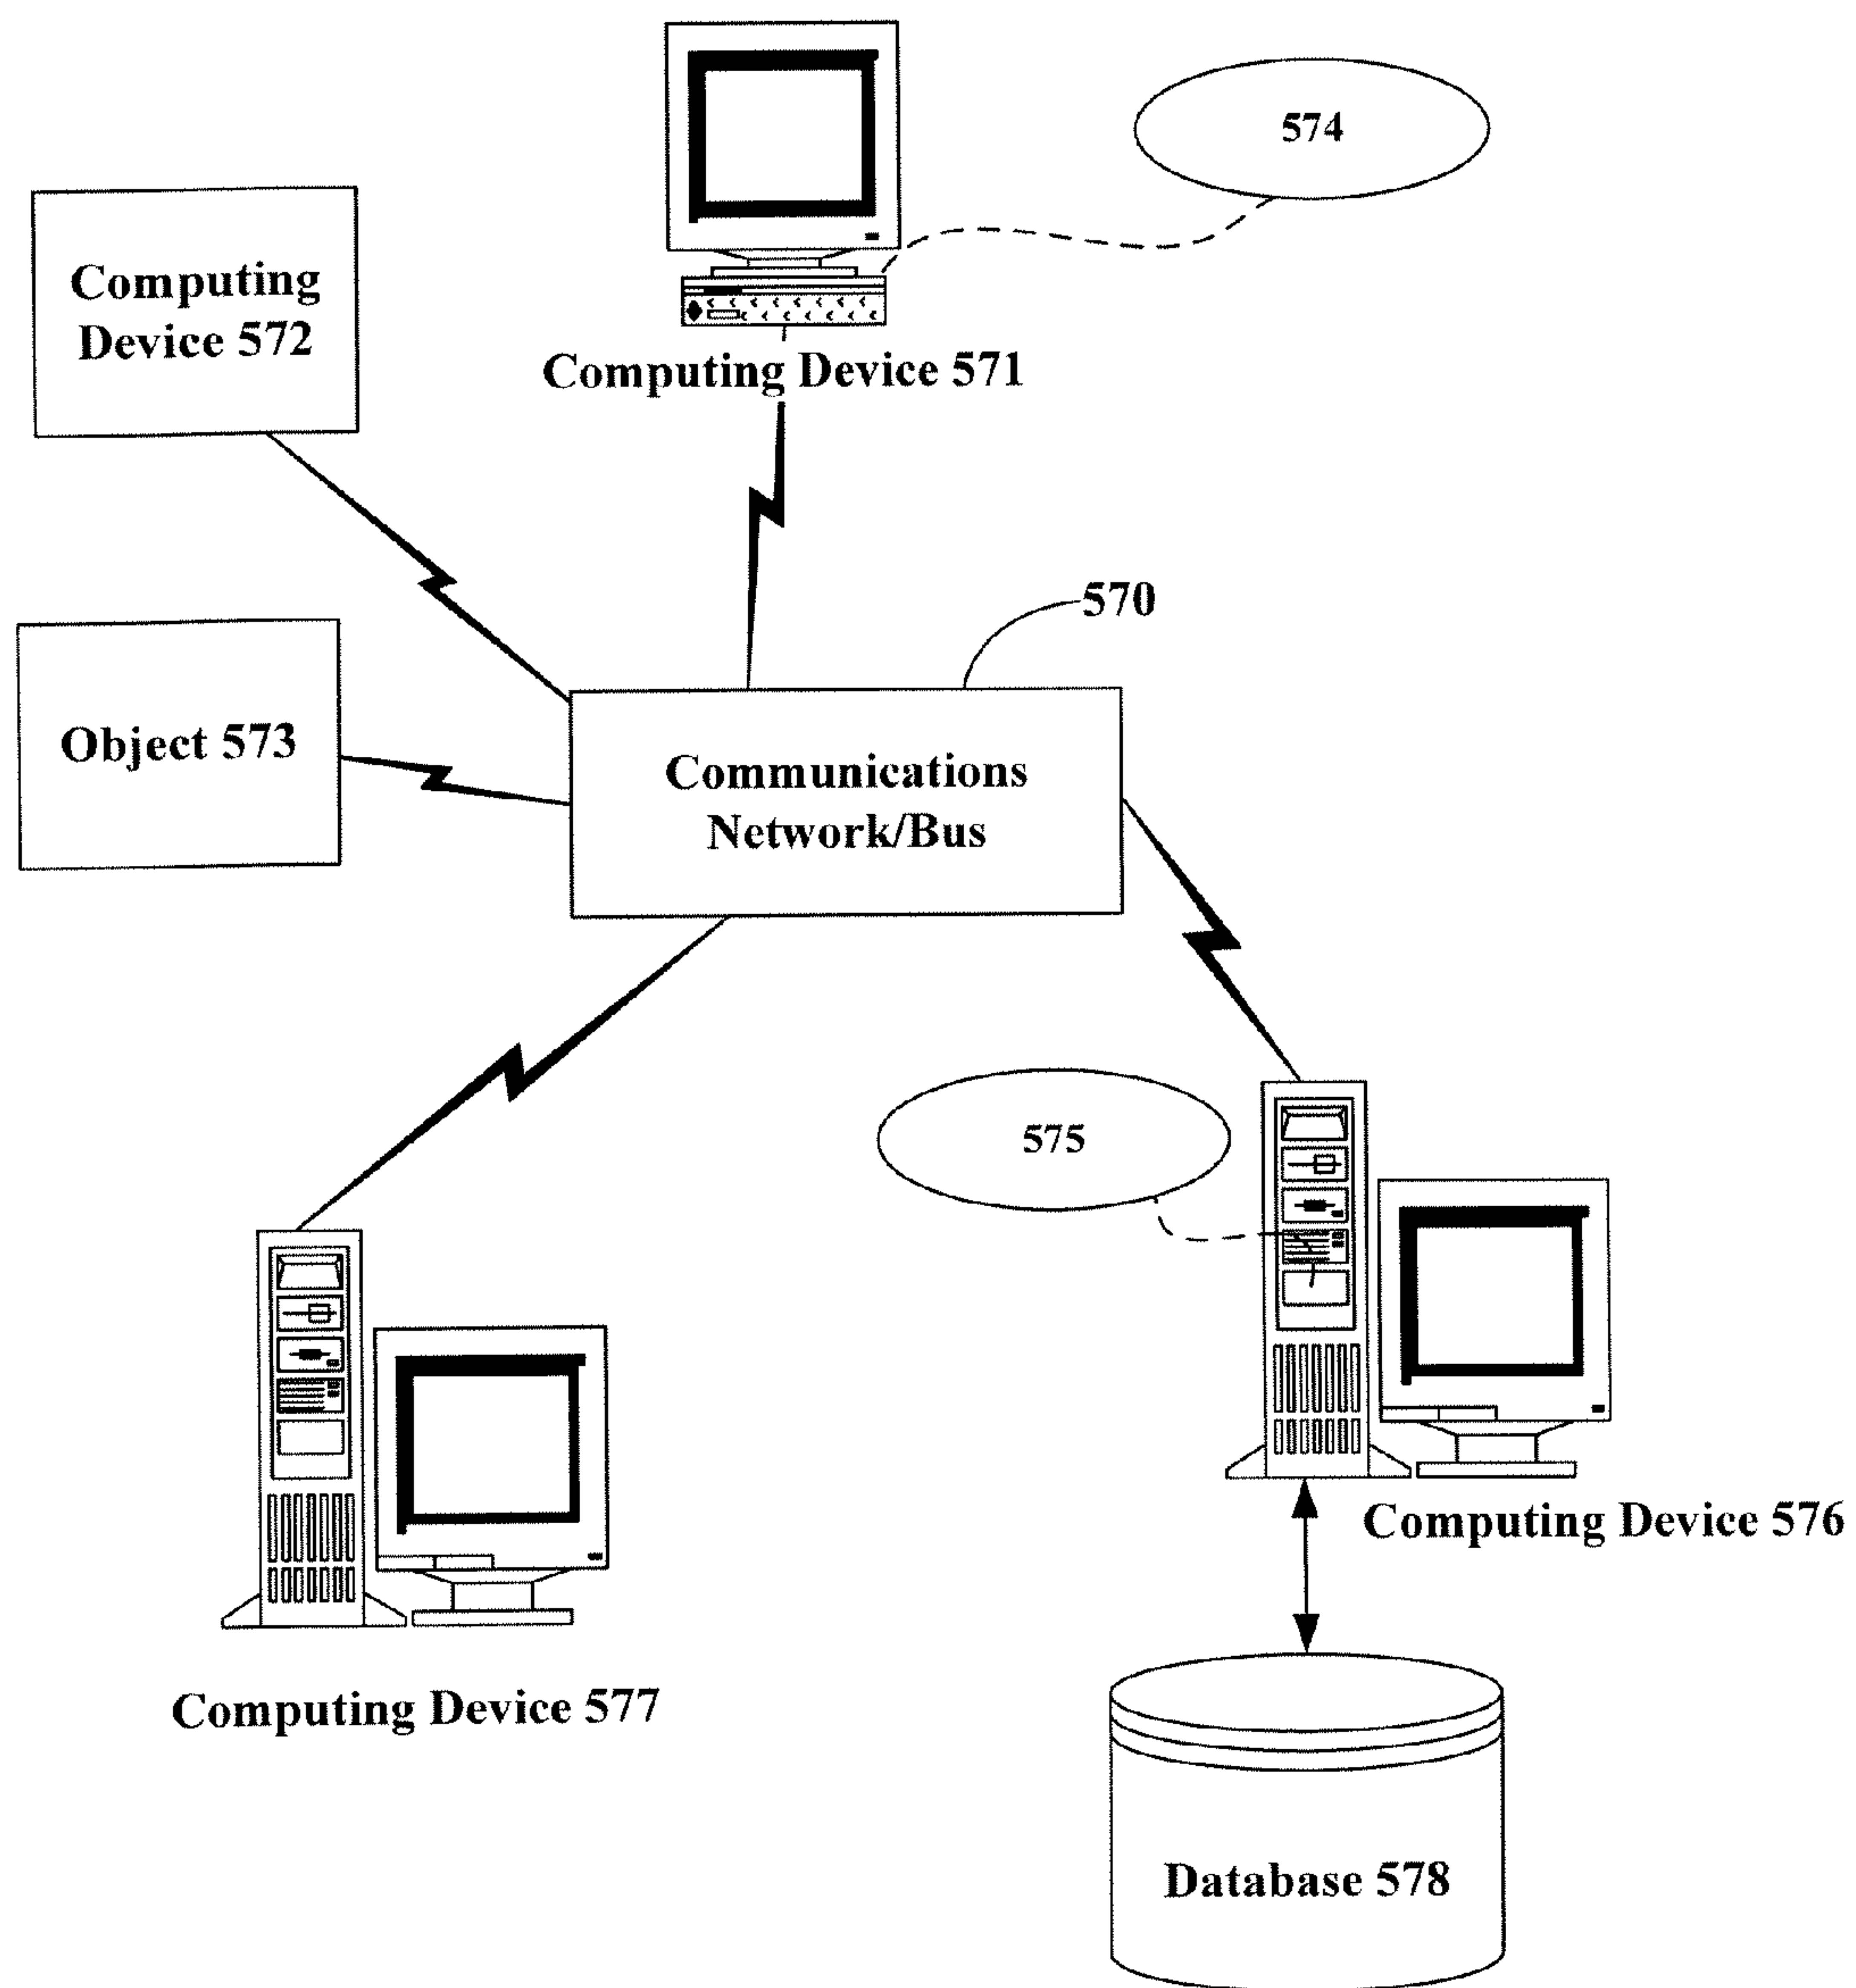 574
Computing
Device 572
Computing Device 571
570
Object 573
Communications
Network/Bus
575
Computing Device 576
Computing Device 577
Database 578